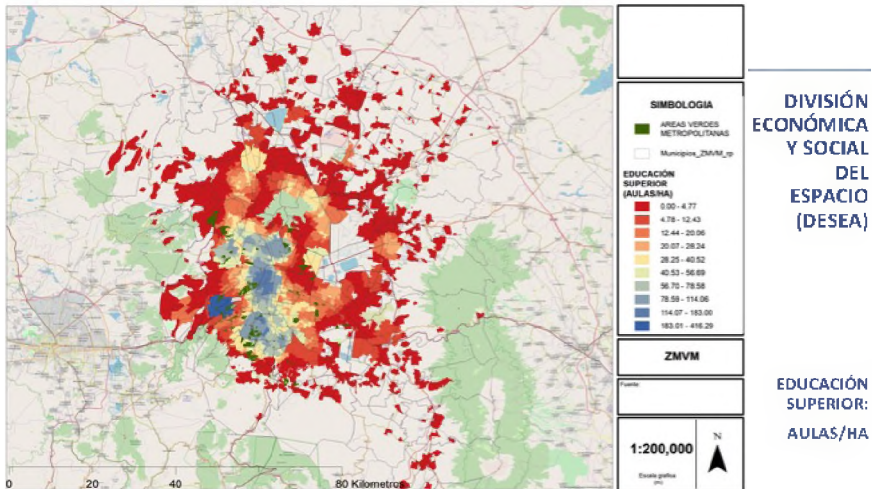 SIMBOLOGIA
AREAS VERDES
METROPOLITANAS
Municipios_ZMVM_rp
EDUCACIÓN
SUPERIOR
(AULAS/HA)
0.00 - 4.77
4.78 - 12.43
12.44 - 20.06
20.07 - 28.24
28.25 - 40.52
40.53 - 56.69
56.70 - 78.58
78.59 - 114.06
114.07 - 183.00
183.01 - 416.29
ZMVM
Fuente:
1:200,000
N
Escala gráfica
(m)
0 20 40 80 Kilometros
DIVISIÓN
ECONÓMICA
Y SOCIAL
DEL
ESPACIO
(DESEA)
EDUCACIÓN
SUPERIOR:
AULAS/HA